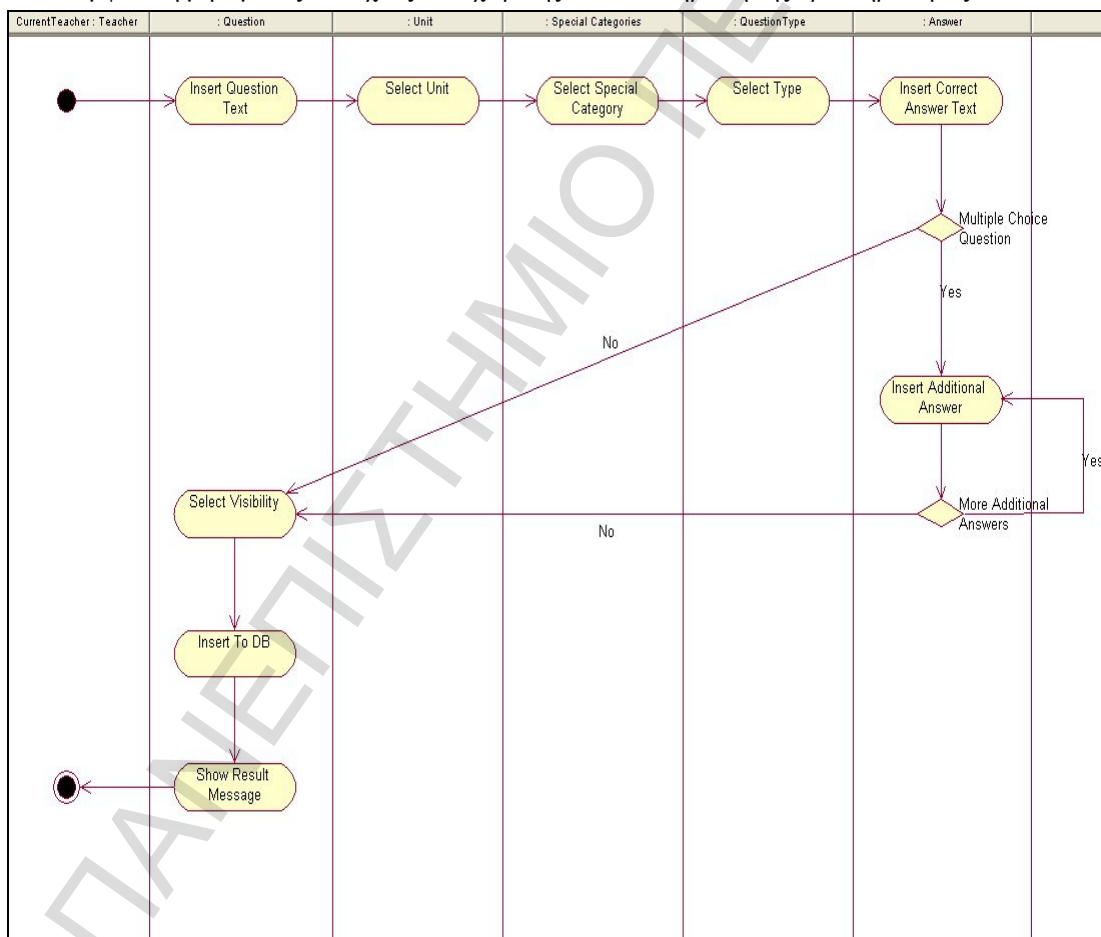 CurrentTeacher : Teacher
: Question
: Unit
: Special Categories
: QuestionType
: Answer
Insert Question
Text
Select Unit
Select Special
Category
Select Type
Insert Correct
Answer Text
Multiple Choice
Question
Yes
No
Insert Additional
Answer
Yes
Select Visibility
More Additional
Answers
No
Insert To DB
Show Result
Message
ΠΑΝΕΠΙΣΤΗΜΙΟ ΠΕ